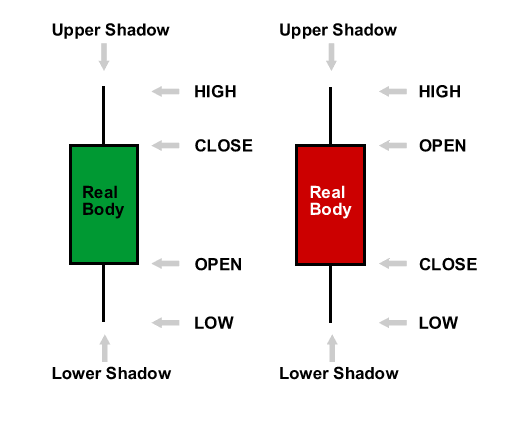 Upper Shadow
HIGH
CLOSE
Real
Body
OPEN
LOW
Lower Shadow
Upper Shadow
HIGH
OPEN
Real
Body
CLOSE
LOW
Lower Shadow